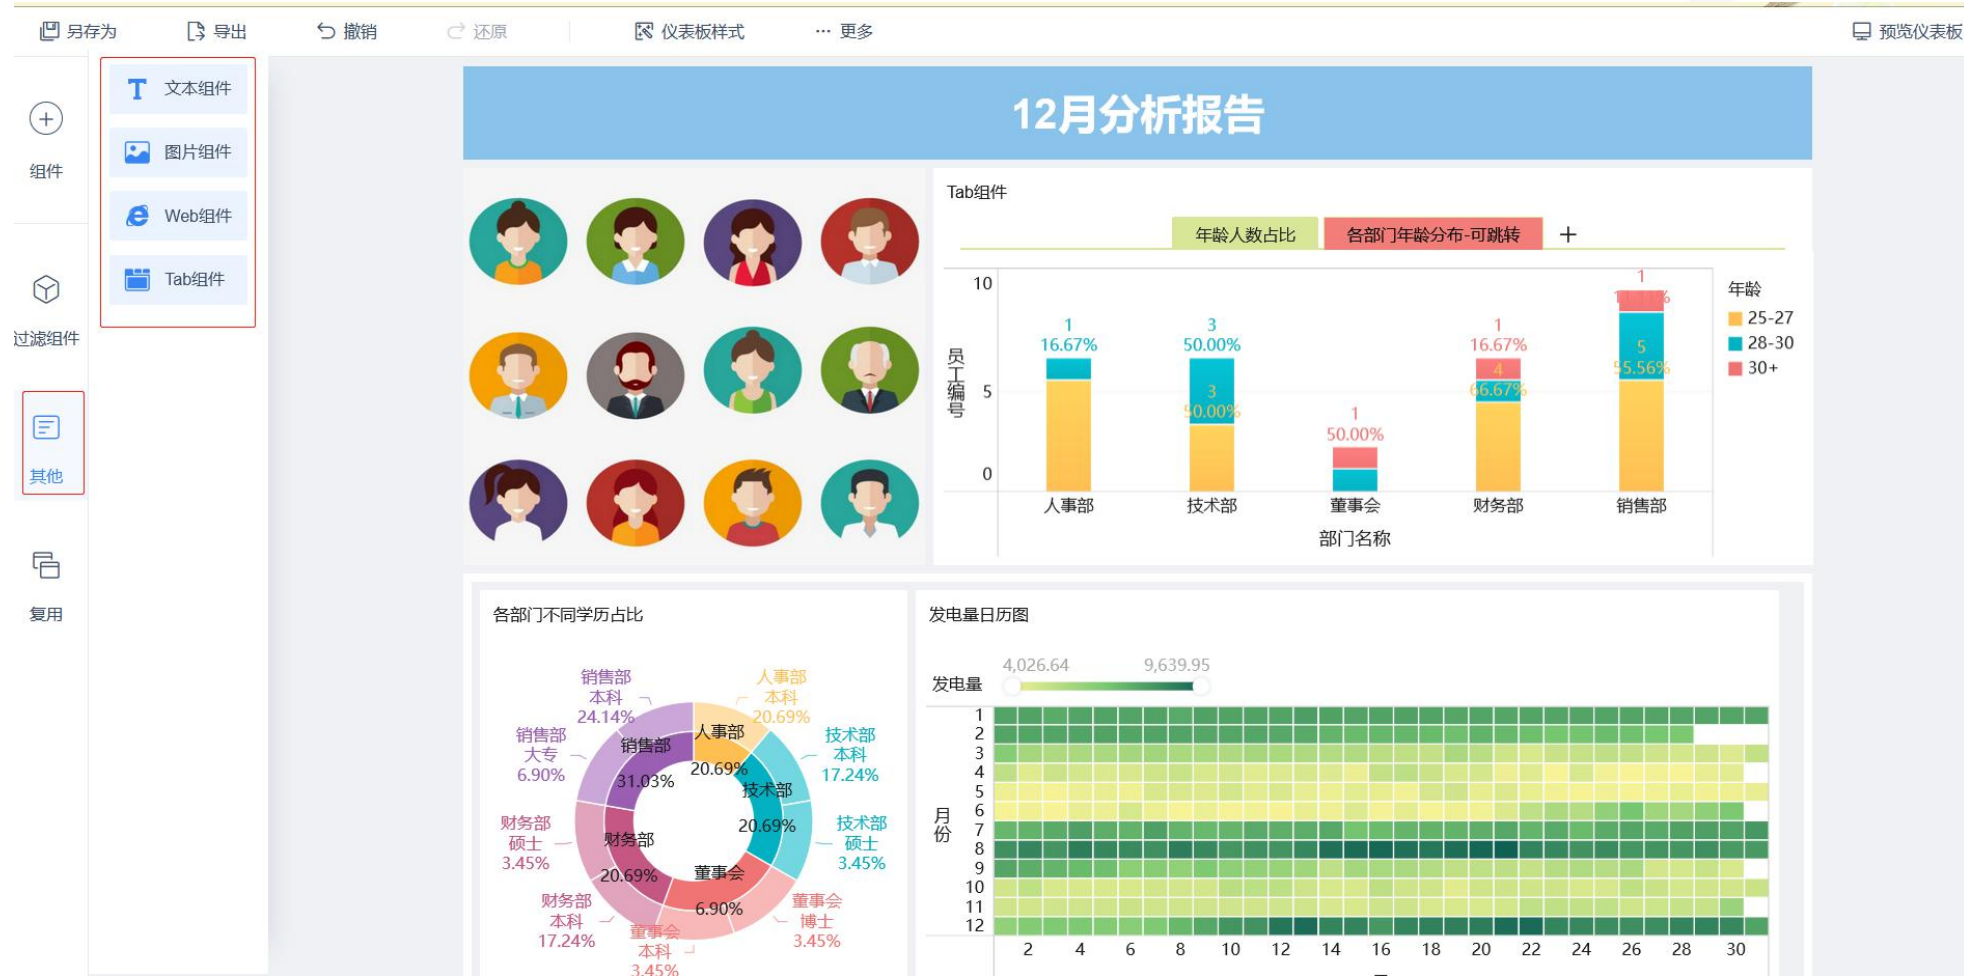 另存为
导出
撤销
还原
仪表板样式
··· 更多
预览仪表板
组件
过滤组件
其他
复用
文本组件
图片组件
Web组件
Tab组件
12月分析报告
Tab组件
年龄人数占比
各部门年龄分布-可跳转
+
10
5
0
员工编号
1
16.67%
3
50.00%
3
50.00%
1
50.00%
1
16.67%
4
66.67%
1
11.11%
5
55.56%
人事部
技术部
董事会
财务部
销售部
部门名称
年龄
25-27
28-30
30+
各部门不同学历占比
销售部
本科
24.14%
人事部
本科
20.69%
销售部
大专
6.90%
技术部
本科
17.24%
财务部
硕士
3.45%
技术部
硕士
3.45%
财务部
本科
17.24%
董事会
本科
3.45%
董事会
博士
3.45%
销售部
31.03%
人事部
20.69%
技术部
20.69%
财务部
20.69%
董事会
6.90%
发电量日历图
4,026.64
9,639.95
发电量
月份
1
2
3
4
5
6
7
8
9
10
11
12
2 4 6 8 10 12 14 16 18 20 22 24 26 28 30